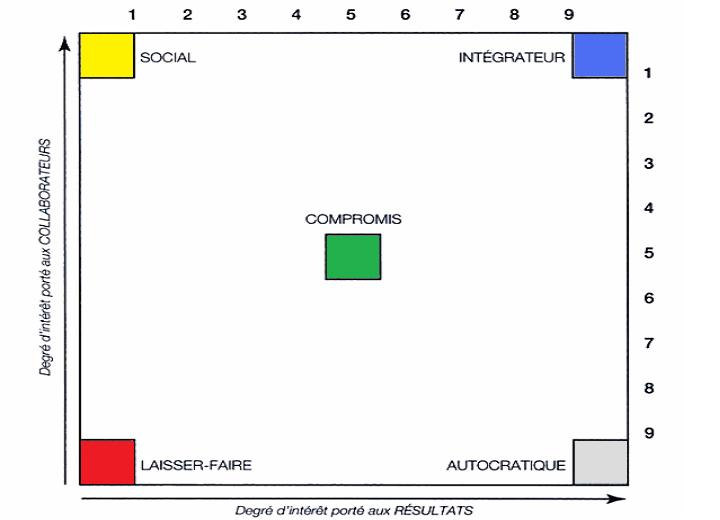 1 2 3 4 5 6 7 8 9
SOCIAL
INTÉGRATEUR
1
2
3
4
5
6
7
8
9
Degré d'intérêt porté aux COLLABORATEURS
COMPROMIS
LAISSER-FAIRE
AUTOCRATIQUE
Degré d'intérêt porté aux RÉSULTATS